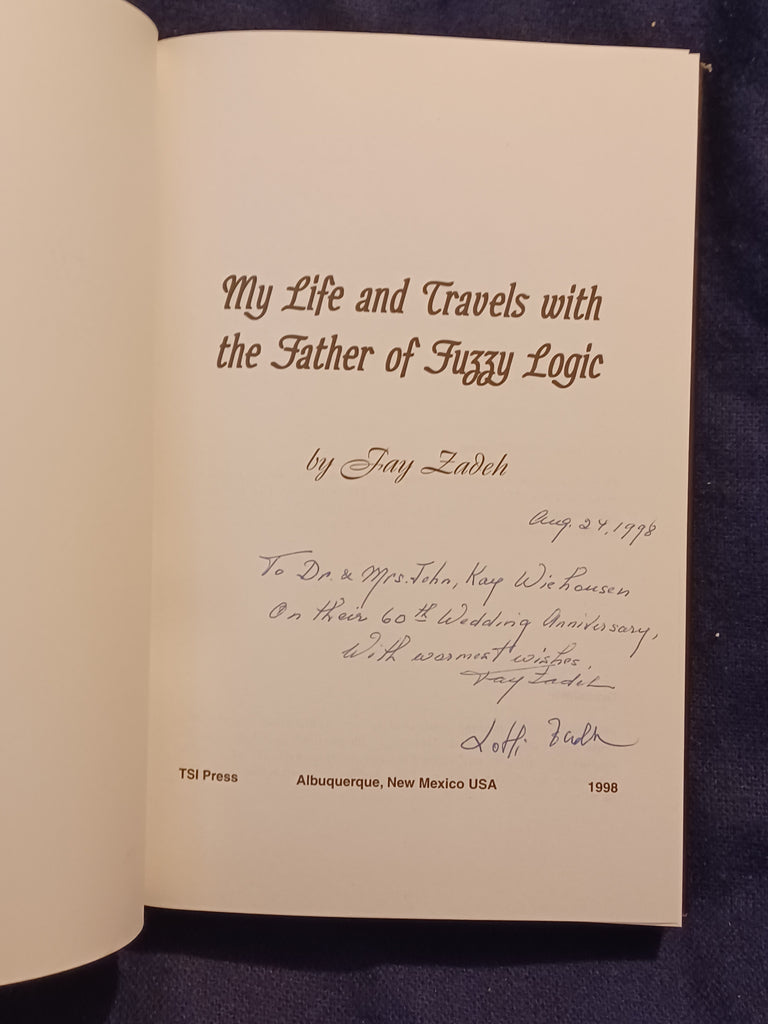 My Life and Travels with
the Father of Fuzzy Logic
by Fay Zadeh
Aug. 24, 1998
To Dr. & Mrs. John, Kay Wiehousen
On their 60th Wedding Anniversary,
With warmest wishes,
Fay Zadeh
Lotfi Zadeh
TSI Press Albuquerque, New Mexico USA 1998